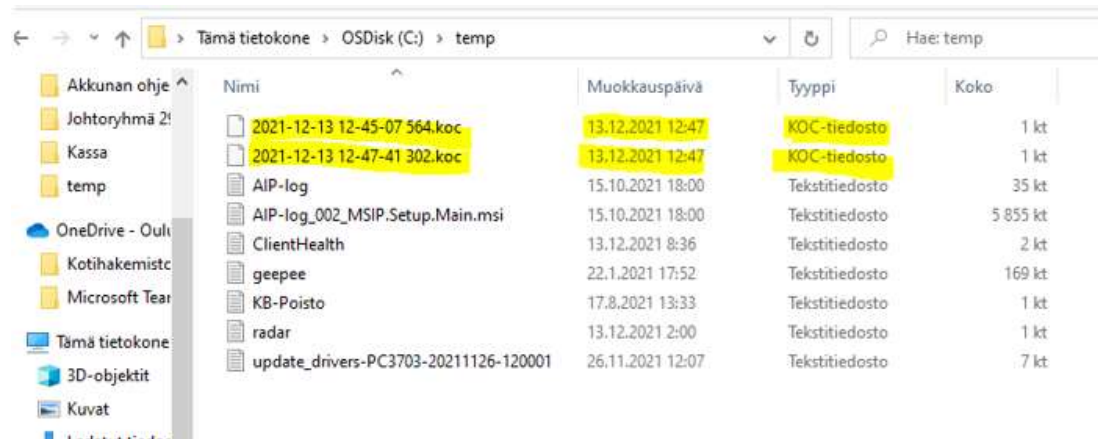 Tämä tietokone > OSDisk (C:) > temp
Hae: temp
Akkunan ohje
Johtoryhmä 29
Kassa
temp
OneDrive - Oulu
Kotihakemisto
Microsoft Tear
Tämä tietokone
3D-objektit
Kuvat
Nimi Muokkauspäivä Tyyppi Koko
2021-12-13 12-45-07 564.koc 13.12.2021 12:47 KOC-tiedosto 1 kt
2021-12-13 12-47-41 302.koc 13.12.2021 12:47 KOC-tiedosto 1 kt
AIP-log 15.10.2021 18:00 Tekstitiedosto 35 kt
AIP-log_002_MSIP.Setup.Main.msi 15.10.2021 18:00 Tekstitiedosto 5 855 kt
ClientHealth 13.12.2021 8:36 Tekstitiedosto 2 kt
geepee 22.1.2021 17:52 Tekstitiedosto 169 kt
KB-Poisto 17.8.2021 13:33 Tekstitiedosto 1 kt
radar 13.12.2021 2:00 Tekstitiedosto 1 kt
update_drivers-PC3703-20211126-120001 26.11.2021 12:07 Tekstitiedosto 7 kt